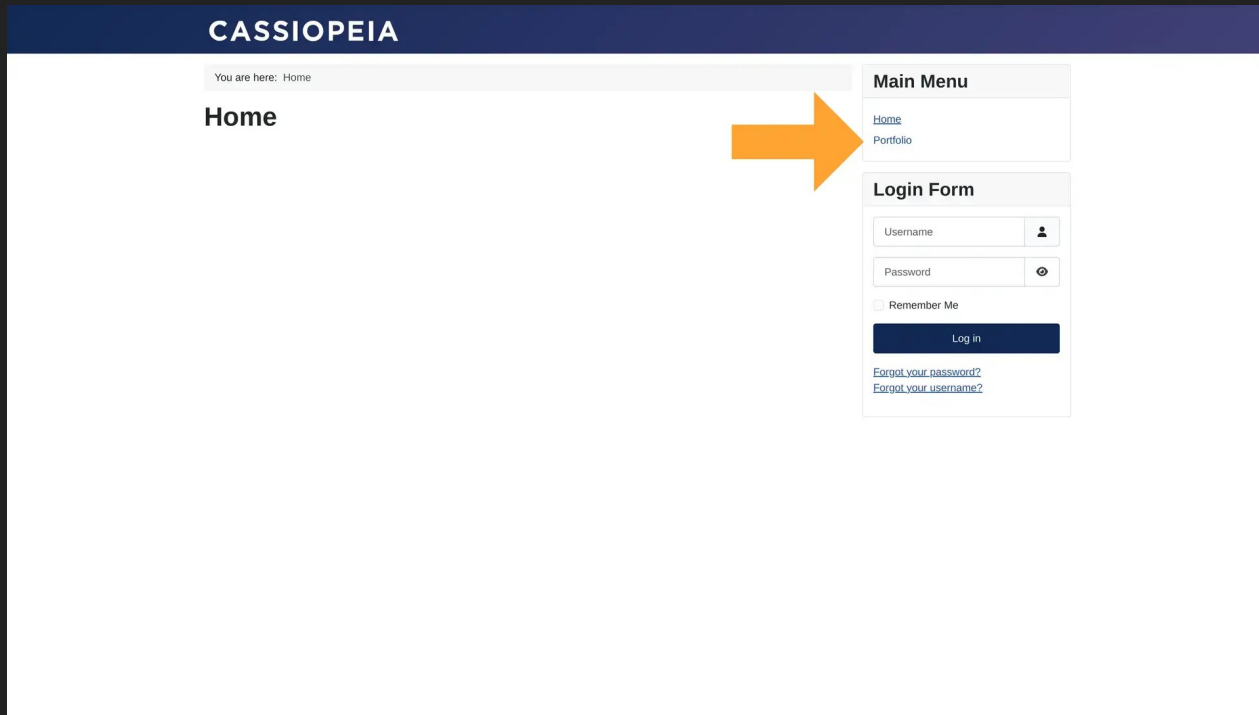 CASSIOPEIA
You are here: Home
Home
Main Menu
Home
Portfolio
Login Form
Username
Password
Remember Me
Log in
Forgot your password?
Forgot your username?